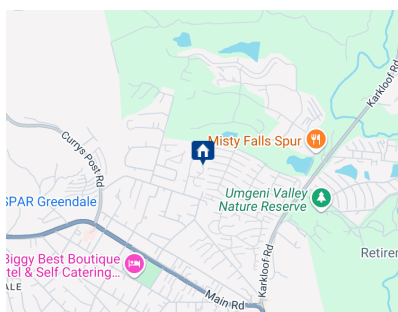 Karkloof Rd
Currys Post Rd
Misty Falls Spur
Umgeni Valley
Nature Reserve
SPAR Greendale
Karkloof Rd
Biggy Best Boutique
tel & Self Catering...
Retirem
ALE
Main Rd